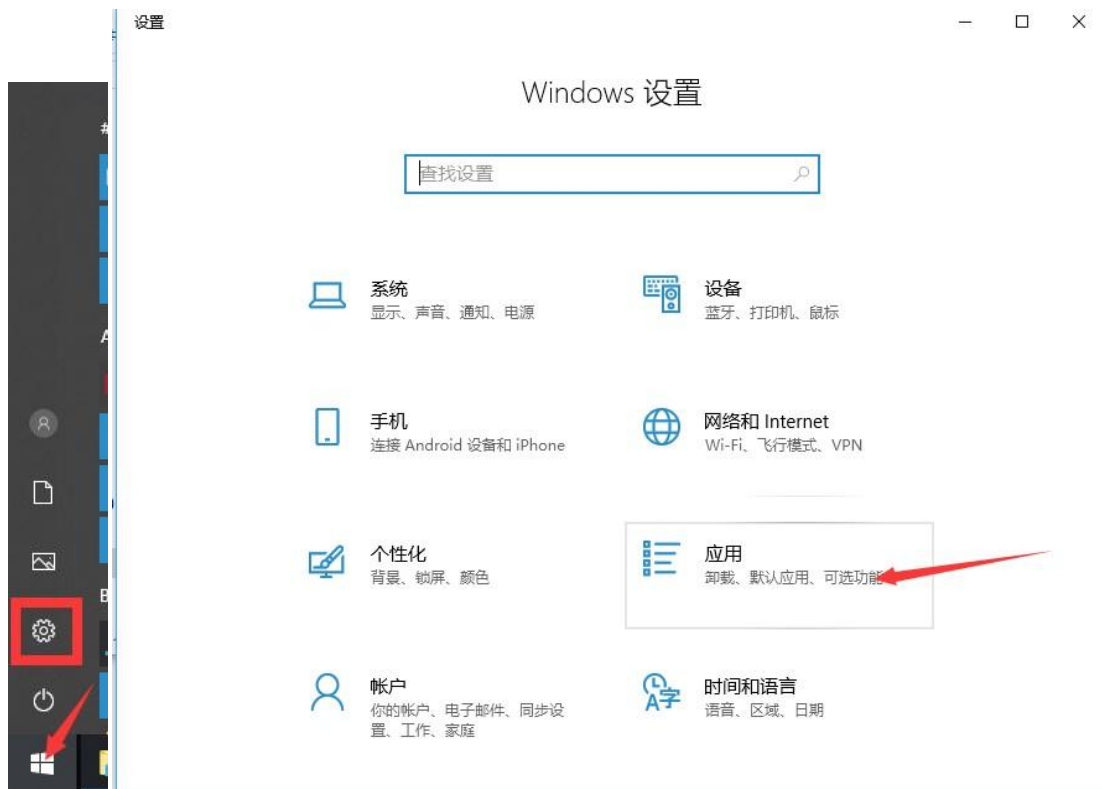 设置
Windows 设置
查找设置
#
A
B
系统
显示、声音、通知、电源
设备
蓝牙、打印机、鼠标
手机
连接 Android 设备和 iPhone
网络和 Internet
Wi-Fi、飞行模式、VPN
个性化
背景、锁屏、颜色
应用
卸载、默认应用、可选功能
帐户
你的帐户、电子邮件、同步设
置、工作、家庭
时间和语言
语音、区域、日期